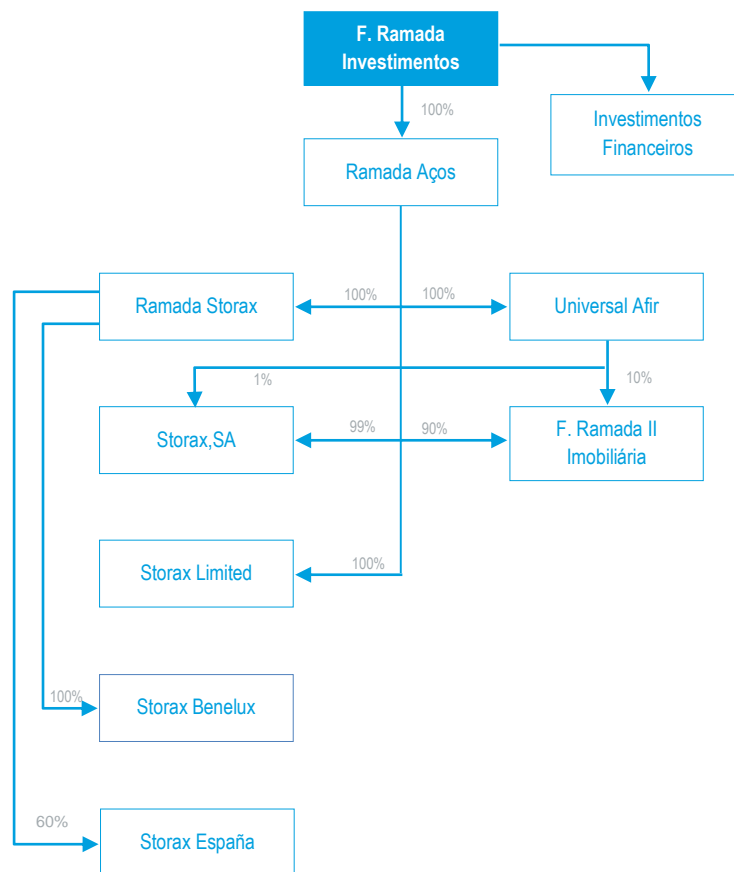 F. Ramada
Investimentos
100%
Investimentos
Financeiros
Ramada Aços
Ramada Storax
100%
100%
Universal Afir
1%
10%
Storax,SA
99%
90%
F. Ramada II
Imobiliária
Storax Limited
100%
100%
Storax Benelux
60%
Storax España